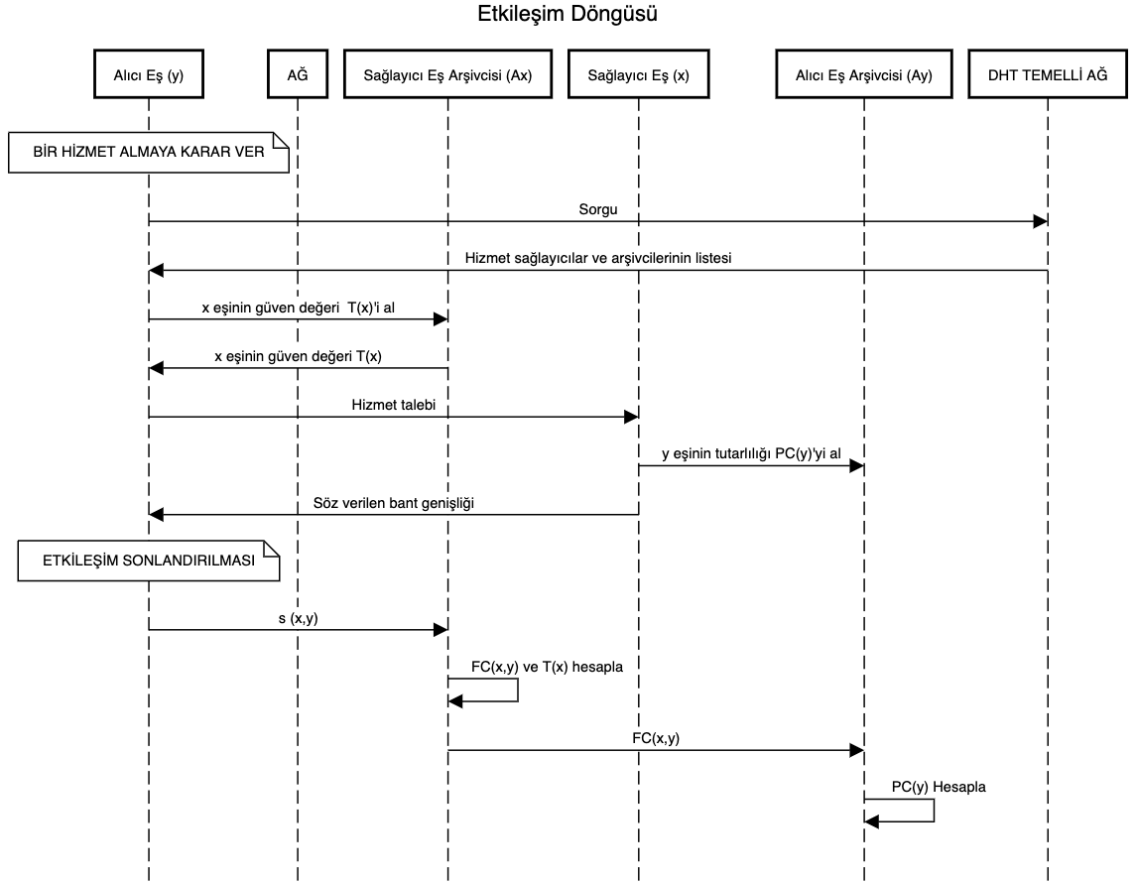 Etkileşim Döngüsü
Alıcı Eş (y)
AĞ
Sağlayıcı Eş Arşivcisi (Ax)
Sağlayıcı Eş (x)
Alıcı Eş Arşivcisi (Ay)
DHT TEMELLİ AĞ
BİR HİZMET ALMAYA KARAR VER
Sorgu
Hizmet sağlayıcılar ve arşivcilerinin listesi
x eşinin güven değeri T(x)'i al
x eşinin güven değeri T(x)
Hizmet talebi
y eşinin tutarlılığı PC(y)'yi al
Söz verilen bant genişliği
ETKİLEŞİM SONLANDIRILMASI
s (x,y)
FC(x,y) ve T(x) hesapla
FC(x,y)
PC(y) Hesapla